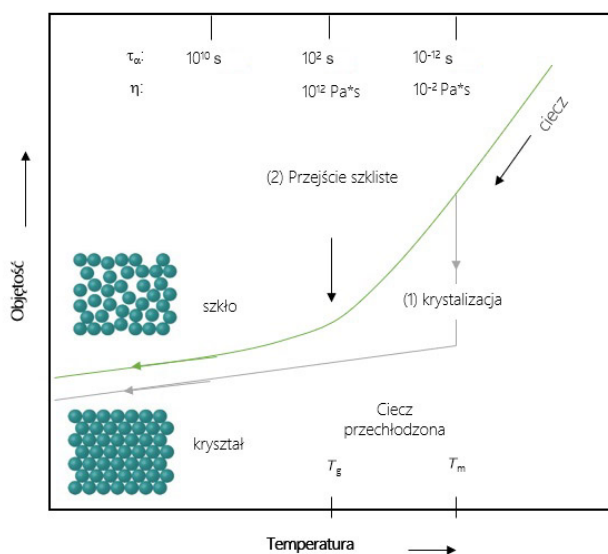 τα: 10¹⁰ s 10² s 10⁻¹² s
η: 10¹² Pa*s 10⁻² Pa*s
ciecz
(2) Przejście szkliste
Objętość
szkło
(1) krystalizacja
Ciecz
przechłodzona
kryształ
Tg Tm
Temperatura